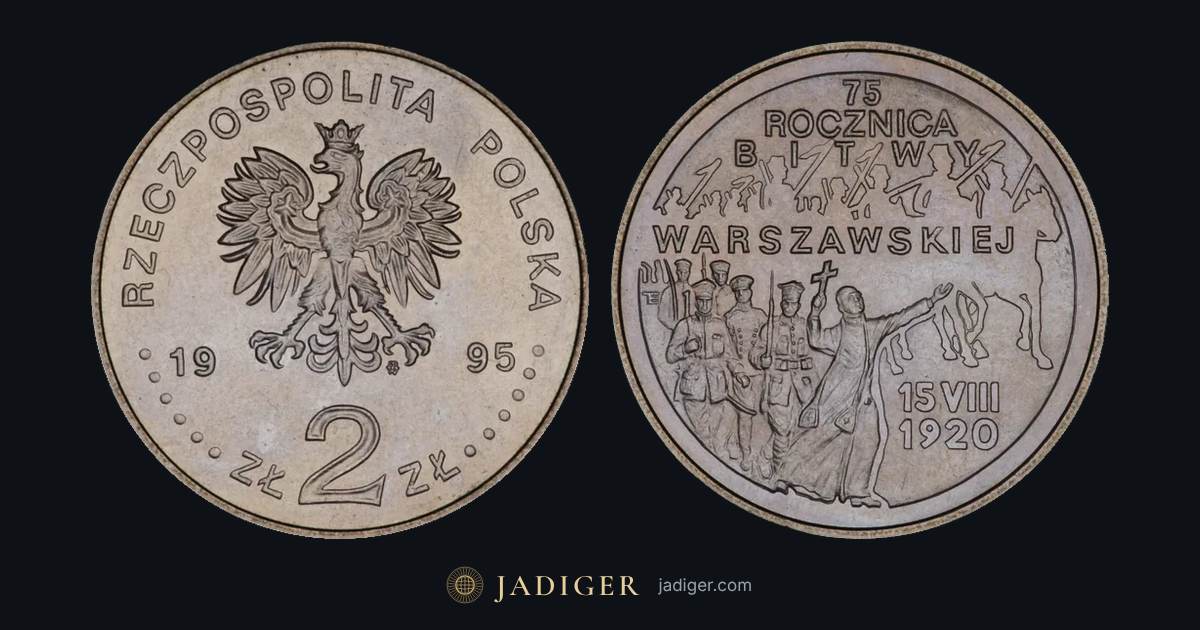 RZECZPOSPOLITA POLSKA
19 95
ZŁ 2 ZŁ
75
ROCZNICA
BITWY
WARSZAWSKIEJ
15 VIII
1920
JADIGER jadiger.com